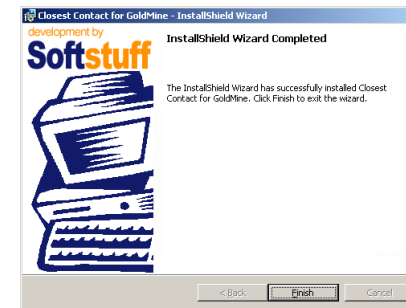 Closest Contact for GoldMine - InstallShield Wizard
development by
Softstuff
InstallShield Wizard Completed
The InstallShield Wizard has successfully installed Closest
Contact for GoldMine. Click Finish to exit the wizard.
< Back
Finish
Cancel